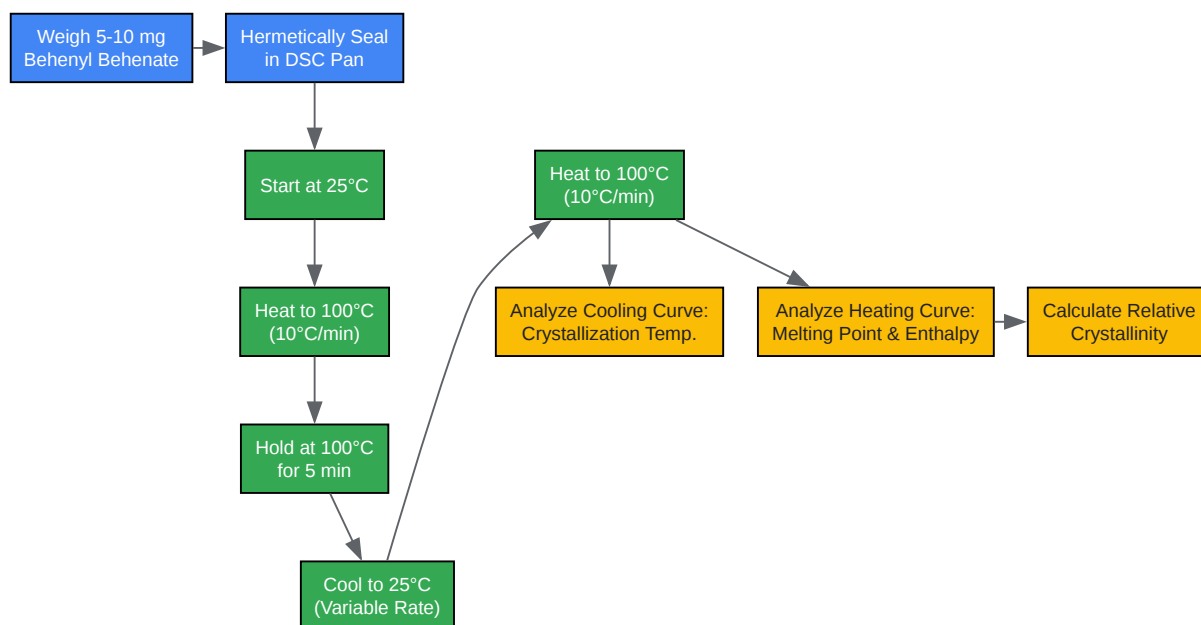 Weigh 5-10 mg
Behenyl Behenate
Hermetically Seal
in DSC Pan
Start at 25°C
Heat to 100°C
(10°C/min)
Hold at 100°C
for 5 min
Cool to 25°C
(Variable Rate)
Heat to 100°C
(10°C/min)
Analyze Cooling Curve:
Crystallization Temp.
Analyze Heating Curve:
Melting Point & Enthalpy
Calculate Relative
Crystallinity